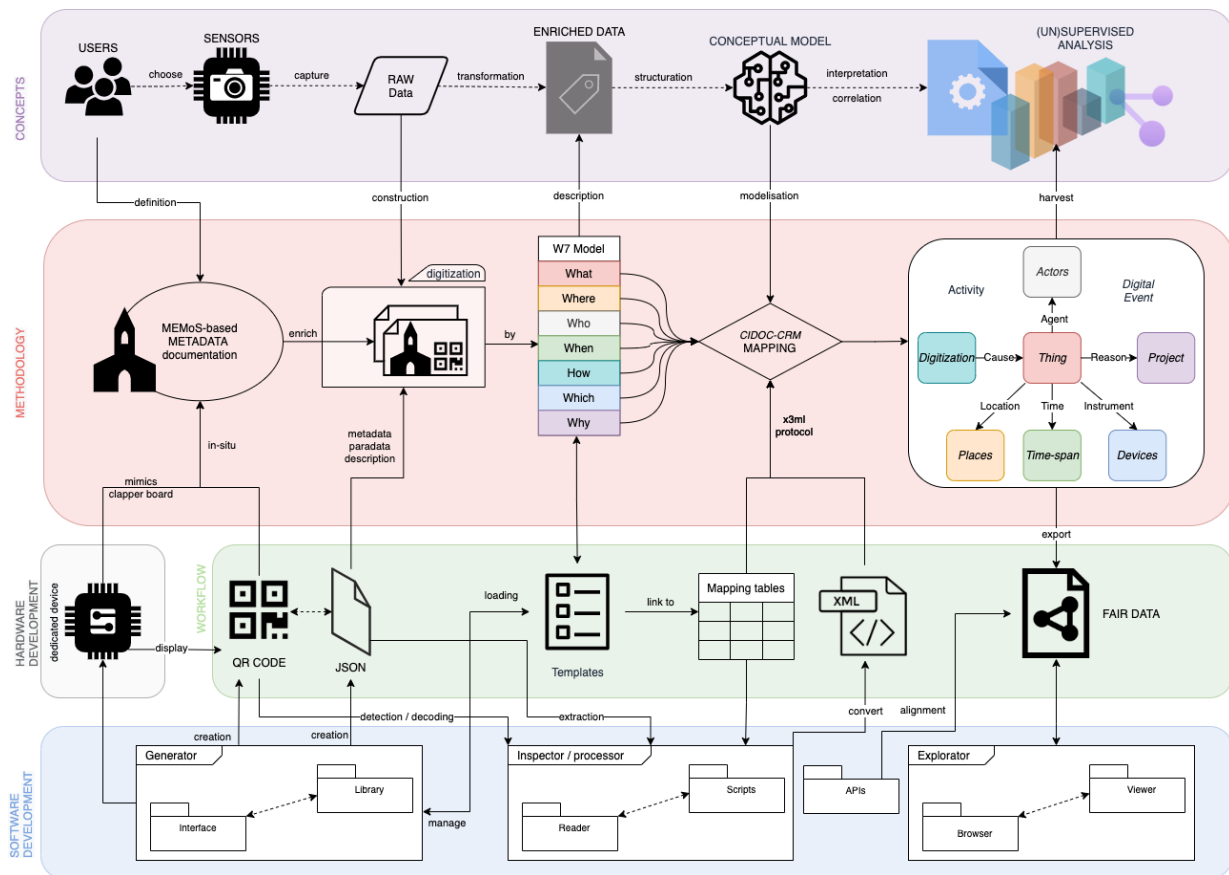 CONCEPTS
USERS
choose
SENSORS
capture
RAW
Data
transformation
ENRICHED DATA
structuration
CONCEPTUAL MODEL
interpretation
correlation
(UN)SUPERVISED
ANALYSIS
definition
construction
description
modelisation
harvest
METHODOLOGY
MEMoS-based
METADATA
documentation
enrich
digitization
by
W7 Model
What
Where
Who
When
How
Which
Why
CIDOC-CRM
MAPPING
Activity
Actors
Digital
Event
Agent
Digitization
Cause
Thing
Reason
Project
Location
Time
Instrument
Places
Time-span
Devices
in-situ
metadata
paradata
description
x3ml
protocol
mimics
clapper board
export
HARDWARE
DEVELOPMENT
dedicated device
display
WORKFLOW
QR CODE
JSON
loading
Templates
link to
Mapping tables
XML
FAIR DATA
creation
creation
detection / decoding
extraction
convert
alignment
SOFTWARE
DEVELOPMENT
Generator
Library
Interface
manage
Inspector / processor
Scripts
Reader
APIs
Explorator
Viewer
Browser